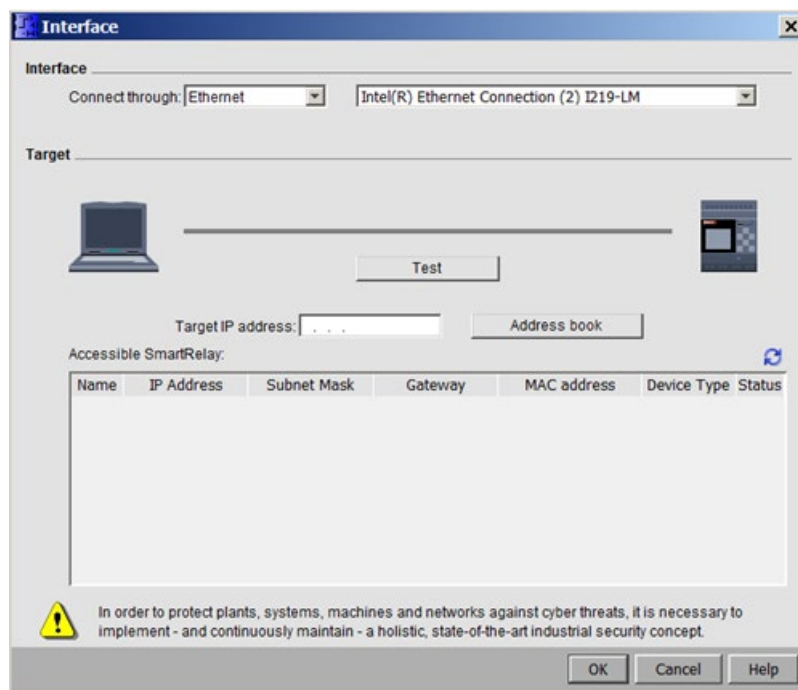 Interface
Interface
Connect through: Ethernet Intel(R) Ethernet Connection (2) I219-LM
Target
Test
Target IP address: . . . Address book
Accessible SmartRelay:
Name IP Address Subnet Mask Gateway MAC address Device Type Status
In order to protect plants, systems, machines and networks against cyber threats, it is necessary to
implement - and continuously maintain - a holistic, state-of-the-art industrial security concept.
OK Cancel Help